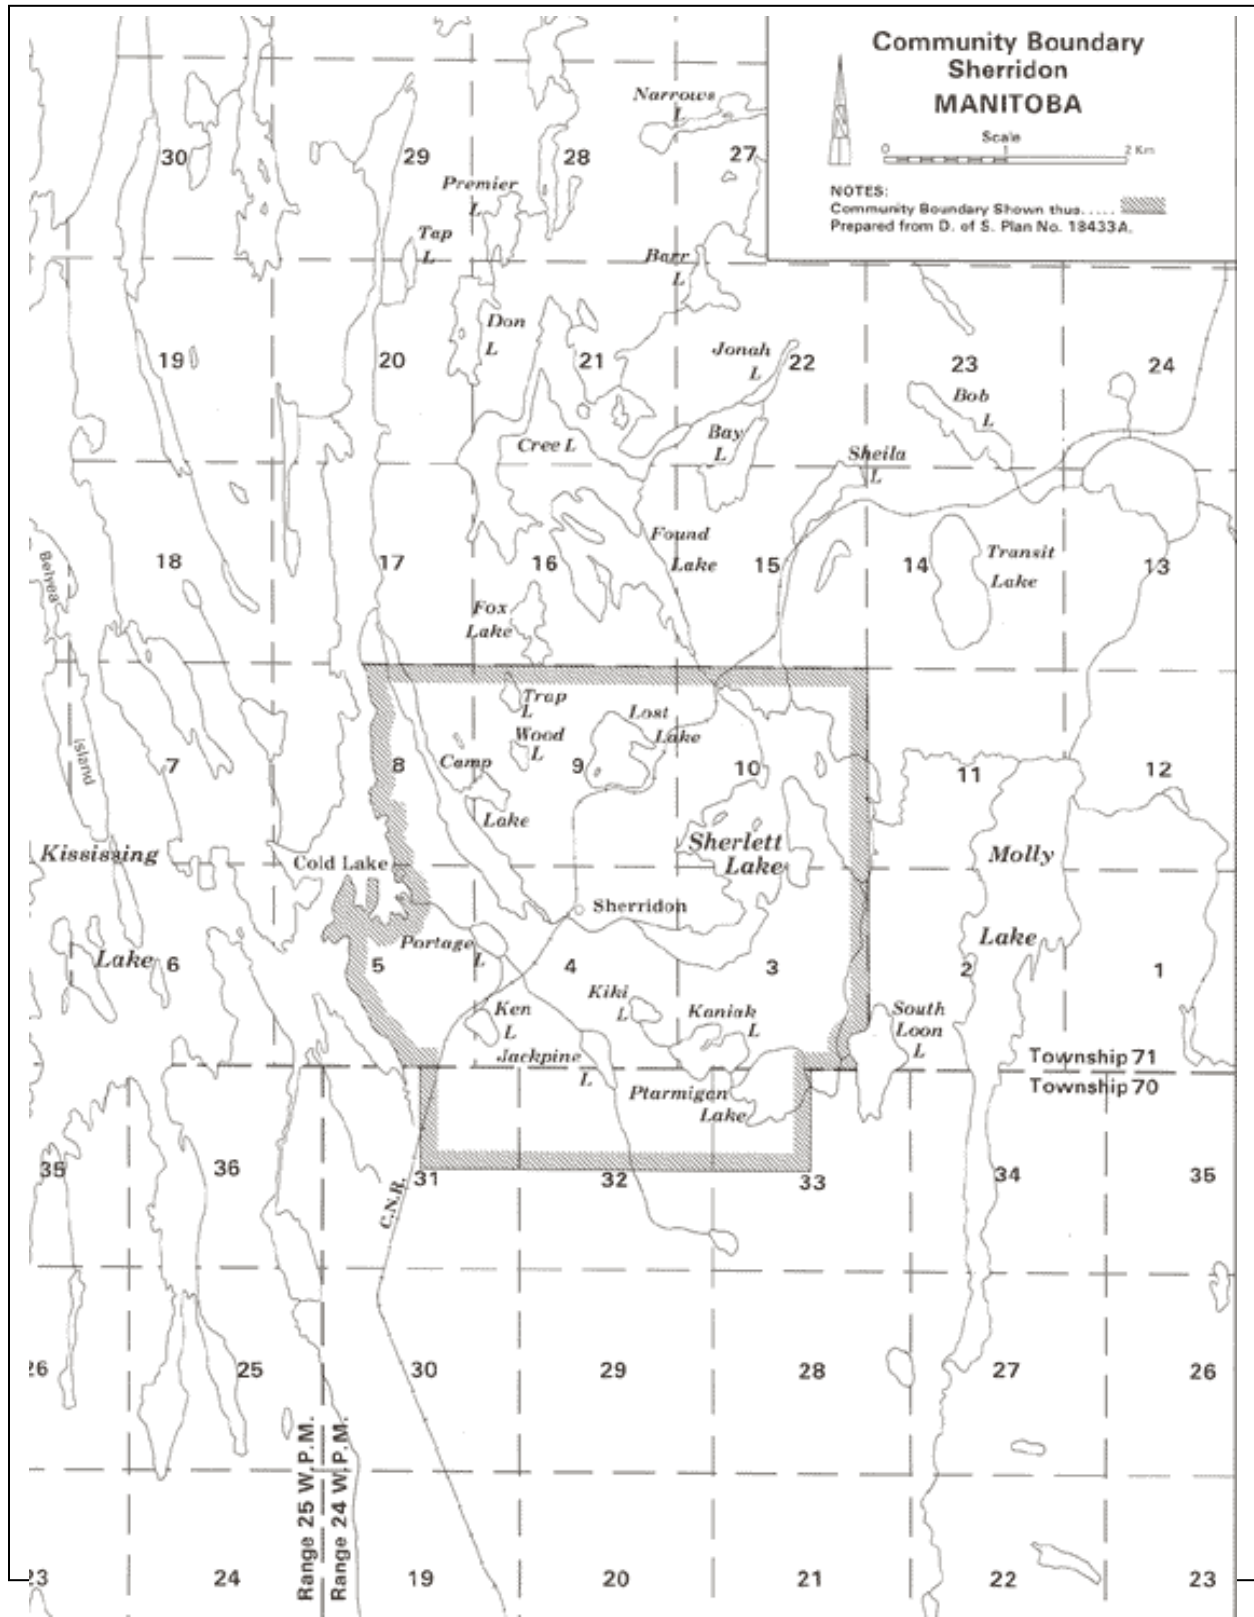 Community Boundary
Sherridon
MANITOBA
Scale
0 1 2 Km
NOTES:
Community Boundary Shown thus.....
Prepared from D. of S. Plan No. 18433A.
Narrows
L
30
29
28
27
Premier
L
Tap
L
Barr
L
Don
L
19
20
21
Jonah
L
22
23
24
Bob
L
Cree L
Bay
L
Sheila
L
Belyea
Island
18
17
16
Found
Lake
15
14
Transit
Lake
13
Fox
Lake
Trap
L
Wood
L
Lost
Lake
7
8
Camp
Lake
9
10
11
12
Kississing
Lake
Cold Lake
Sherlett
Lake
Molly
Lake
Sherridon
Portage
L
6
5
4
3
2
1
Kiki
L
Ken
L
Kaniak
L
South
Loon
L
Jackpine
L
Township 71
Township 70
Ptarmigan
Lake
35
36
31
32
33
34
35
C.N.R.
26
25
30
29
28
27
26
Range 25 W.P.M.
Range 24 W.P.M.
23
24
19
20
21
22
23